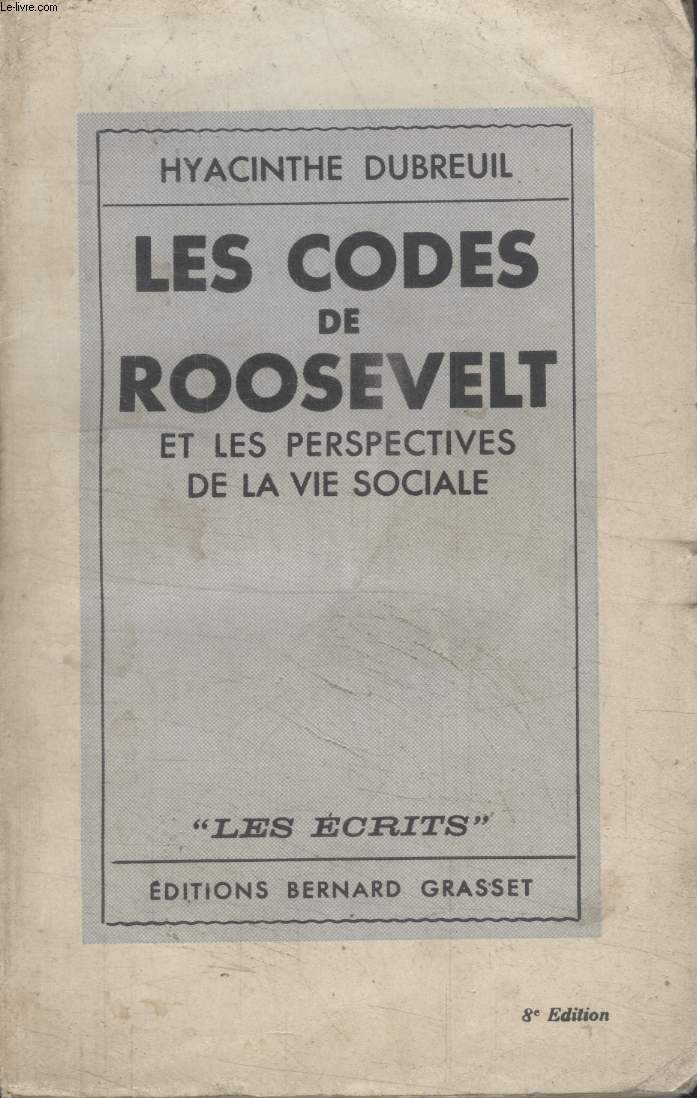 Le-livre.com
HYACINTHE DUBREUIL
LES CODES
DE
ROOSEVELT
ET LES PERSPECTIVES
DE LA VIE SOCIALE
"LES ÉCRITS"
ÉDITIONS BERNARD GRASSET
8e Edition